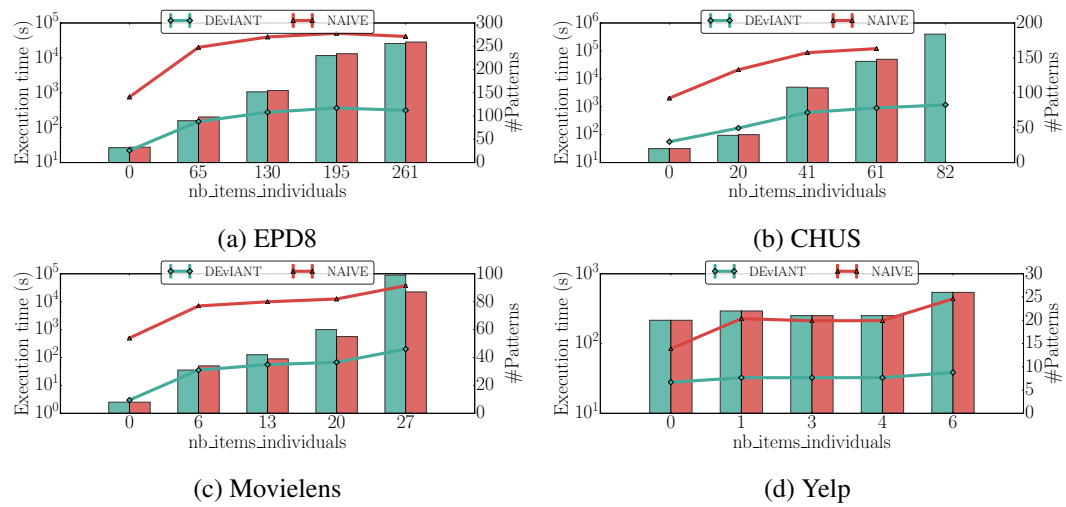 DEvIANT NAIVE
Execution time (s)
10^5
10^4
10^3
10^2
10^1
300
250
200
150
100
50
0
#Patterns
0 65 130 195 261
nb_items_individuals
(a) EPD8
DEvIANT NAIVE
Execution time (s)
10^6
10^5
10^4
10^3
10^2
10^1
200
150
100
50
0
#Patterns
0 20 41 61 82
nb_items_individuals
(b) CHUS
DEvIANT NAIVE
Execution time (s)
10^5
10^4
10^3
10^2
10^1
10^0
100
80
60
40
20
0
#Patterns
0 6 13 20 27
nb_items_individuals
(c) Movielens
DEvIANT NAIVE
Execution time (s)
10^3
10^2
10^1
30
25
20
15
10
5
0
#Patterns
0 1 3 4 6
nb_items_individuals
(d) Yelp